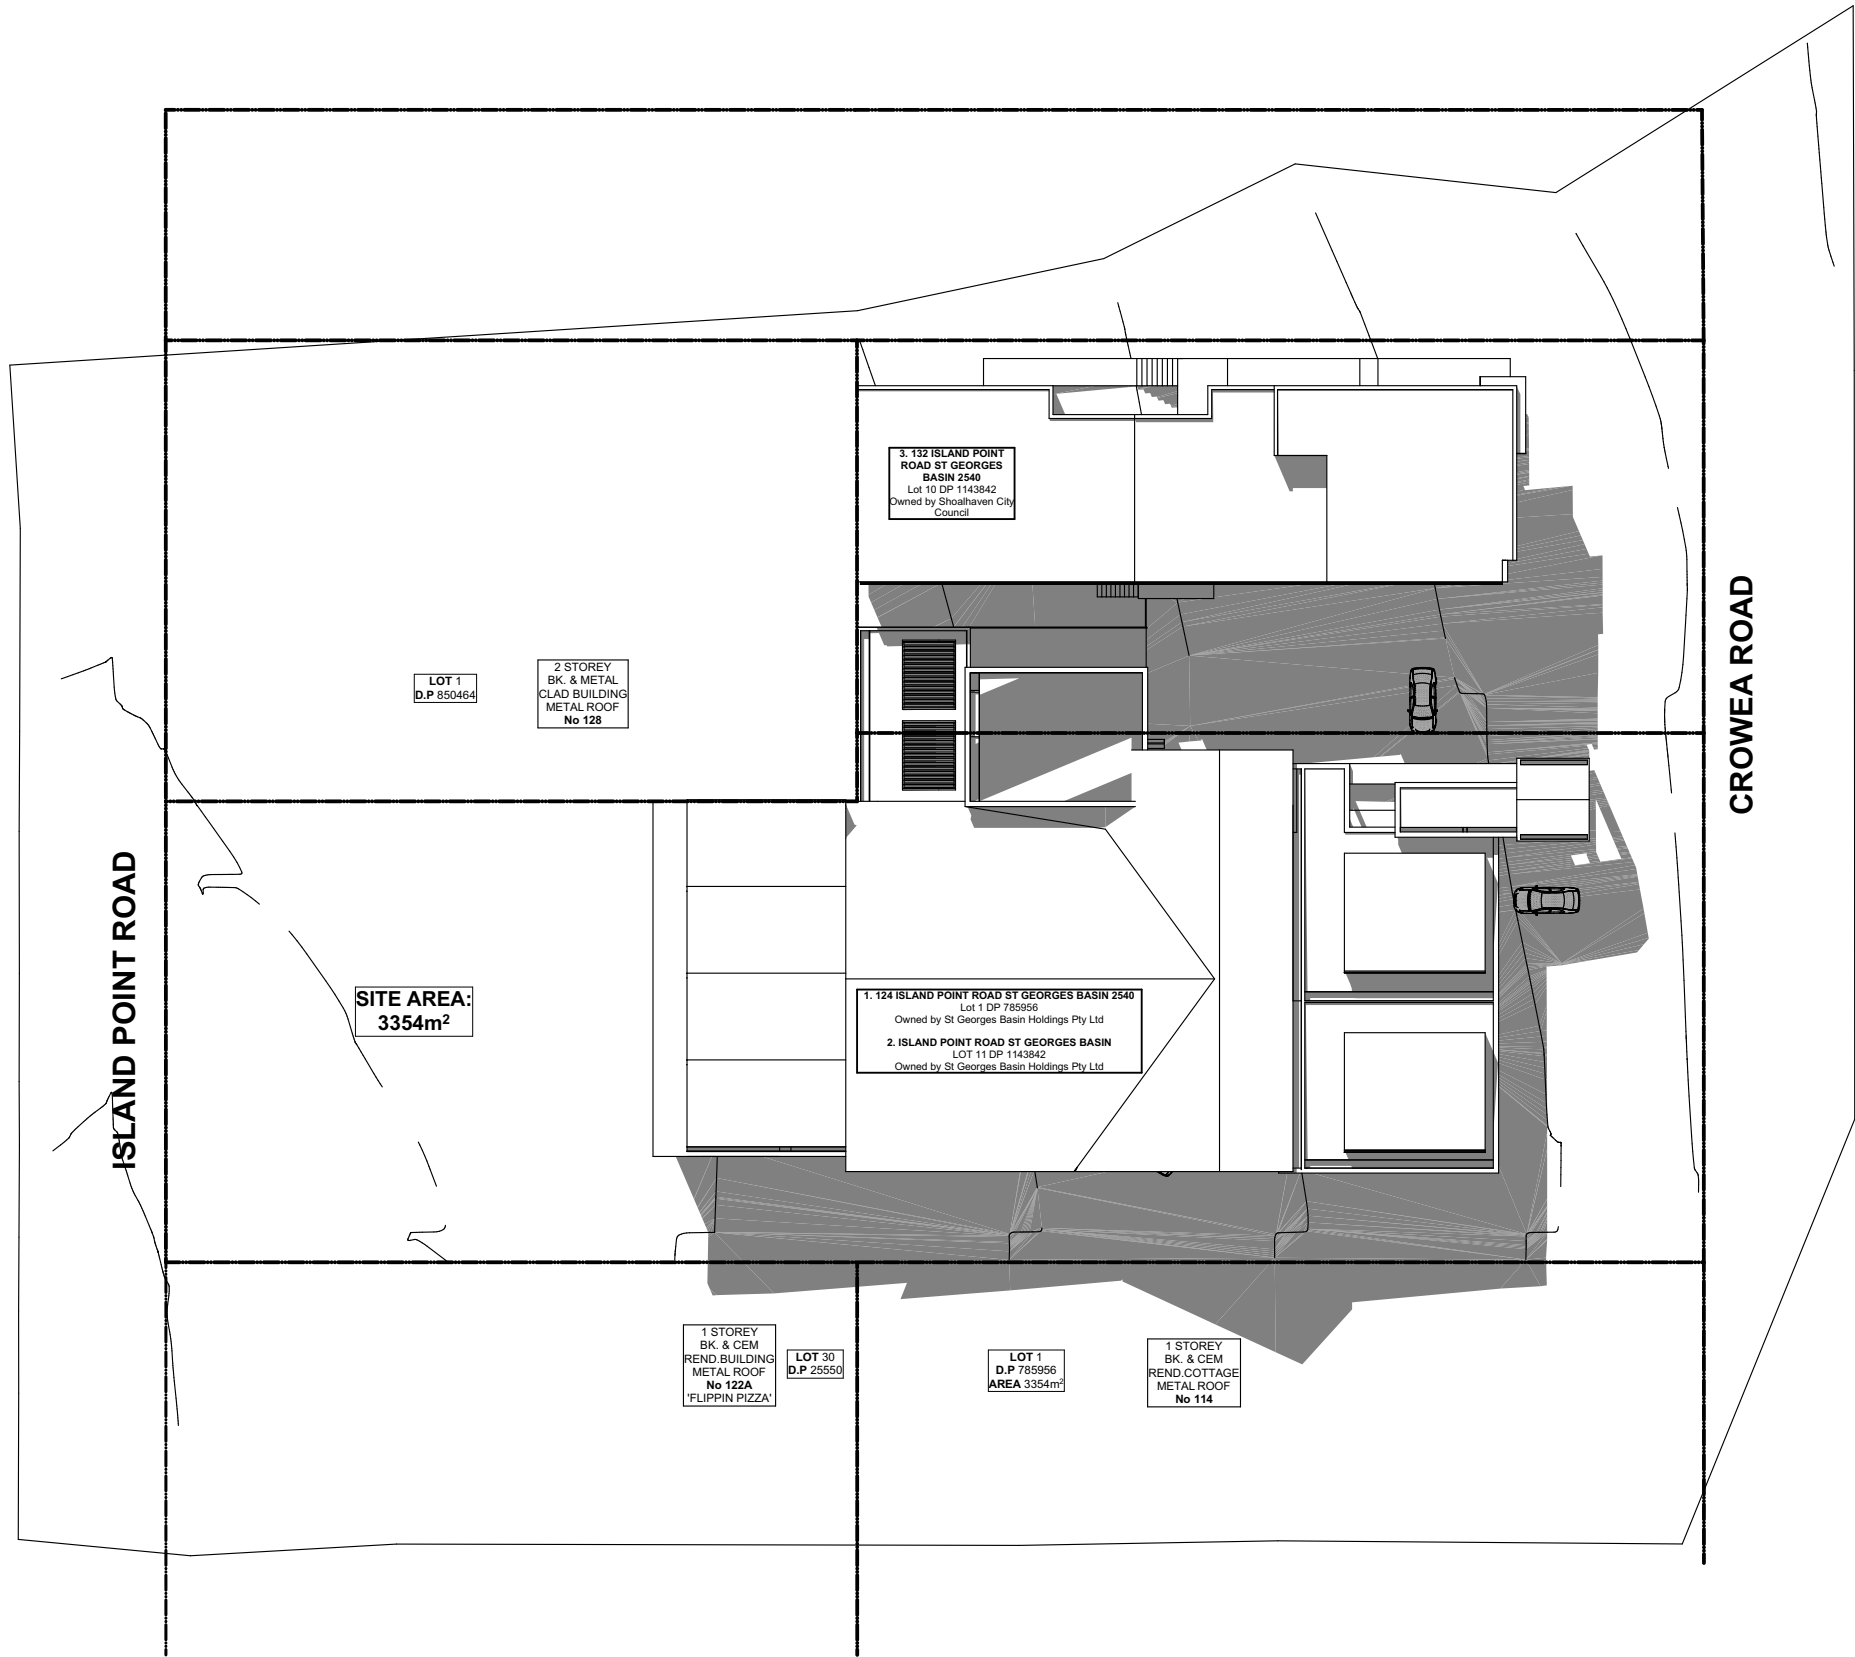 3. 132 ISLAND POINT
ROAD ST GEORGES
BASIN 2540
Lot 10 DP 1143842
Owned by Shoalhaven City
Council
CROWEA ROAD
LOT 1
D.P 850464
2 STOREY
BK. & METAL
CLAD BUILDING
METAL ROOF
No 128
ISLAND POINT ROAD
SITE AREA:
3354m²
1. 124 ISLAND POINT ROAD ST GEORGES BASIN 2540
Lot 1 DP 785956
Owned by St Georges Basin Holdings Pty Ltd
2. ISLAND POINT ROAD ST GEORGES BASIN
LOT 11 DP 1143842
Owned by St Georges Basin Holdings Pty Ltd
1 STOREY
BK. & CEM
REND.BUILDING
METAL ROOF
No 122A
'FLIPPIN PIZZA'
LOT 30
D.P 25550
LOT 1
D.P 785956
AREA 3354m²
1 STOREY
BK. & CEM
REND.COTTAGE
METAL ROOF
No 114